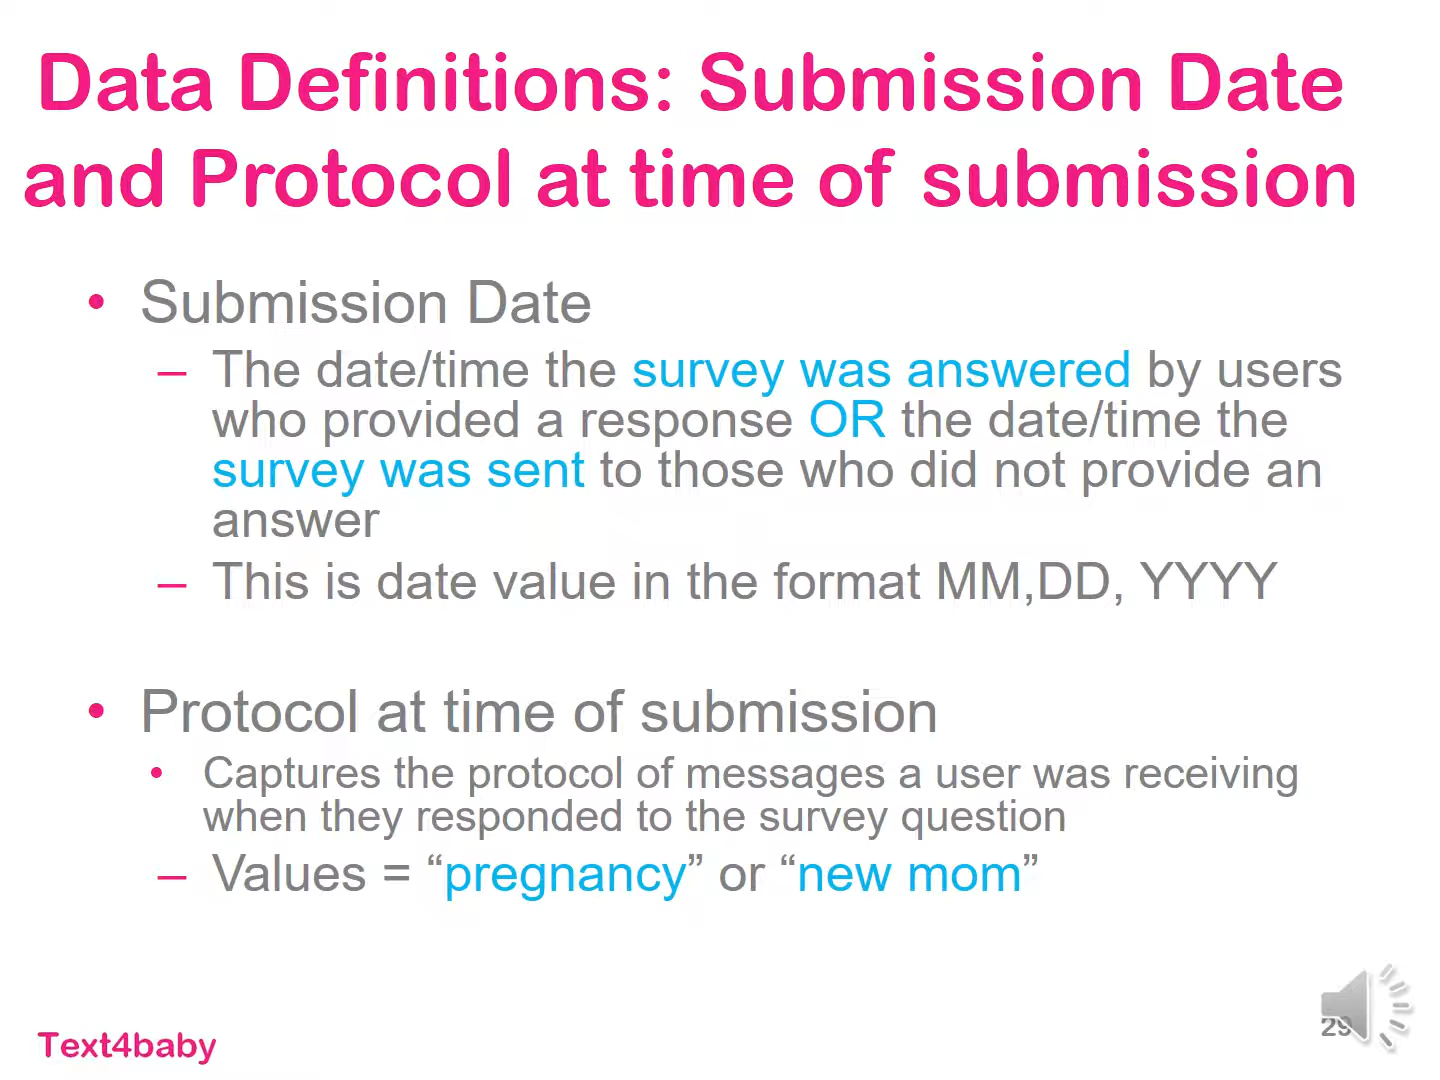 Data Definitions: Submission Date
and Protocol at time of submission
• Submission Date
– The date/time the survey was answered by users
who provided a response OR the date/time the
survey was sent to those who did not provide an
answer
– This is date value in the format MM,DD, YYYY
• Protocol at time of submission
• Captures the protocol of messages a user was receiving
when they responded to the survey question
– Values = “pregnancy” or “new mom”
Text4baby
29